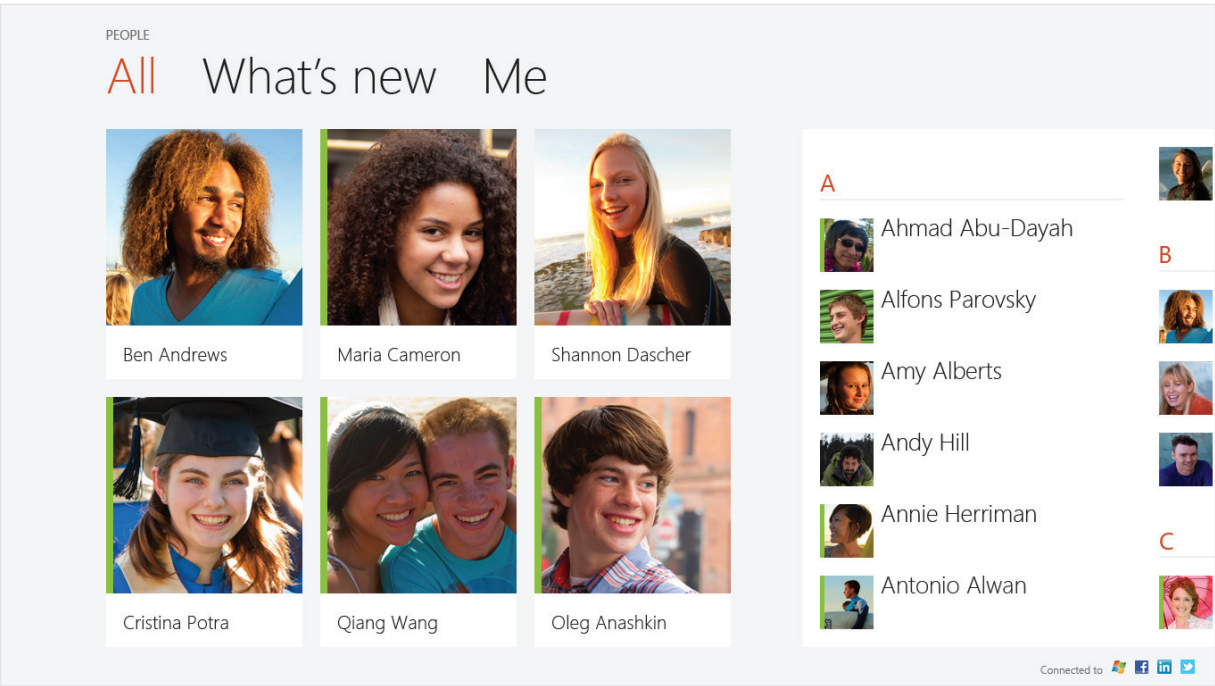 PEOPLE
All What's new Me
Ben Andrews
Maria Cameron
Shannon Dascher
Cristina Potra
Qiang Wang
Oleg Anashkin
A
Ahmad Abu-Dayah
Alfons Parovsky
Amy Alberts
Andy Hill
Annie Herriman
Antonio Alwan
B
C
Connected to